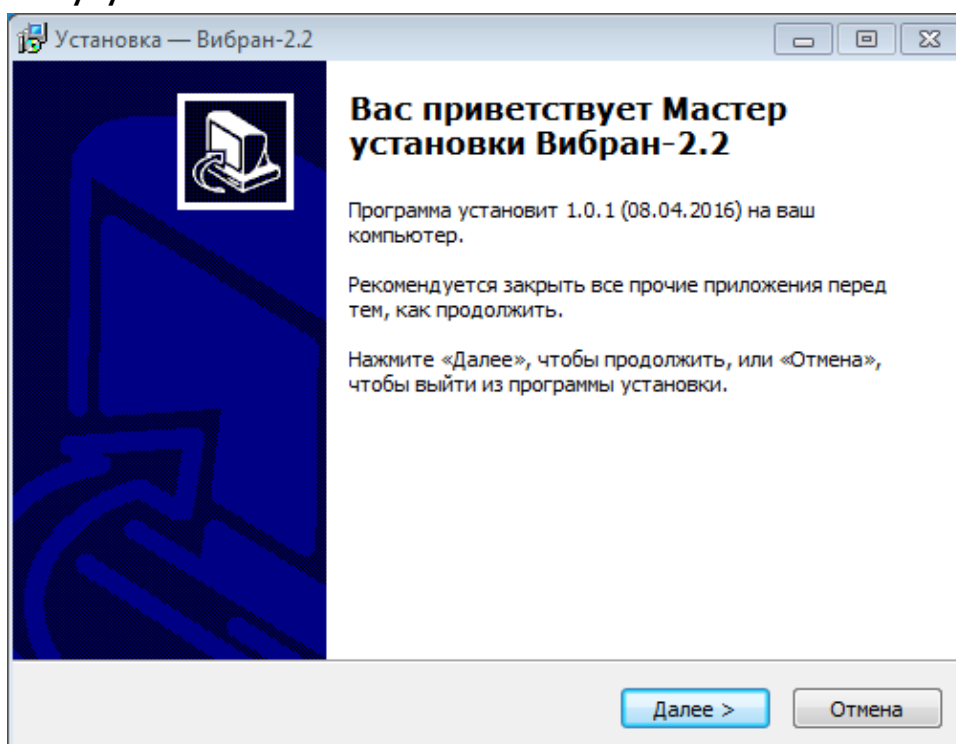 Установка — Вибран-2.2
Вас приветствует Мастер
установки Вибран-2.2
Программа установит 1.0.1 (08.04.2016) на ваш
компьютер.
Рекомендуется закрыть все прочие приложения перед
тем, как продолжить.
Нажмите «Далее», чтобы продолжить, или «Отмена»,
чтобы выйти из программы установки.
Далее >
Отмена